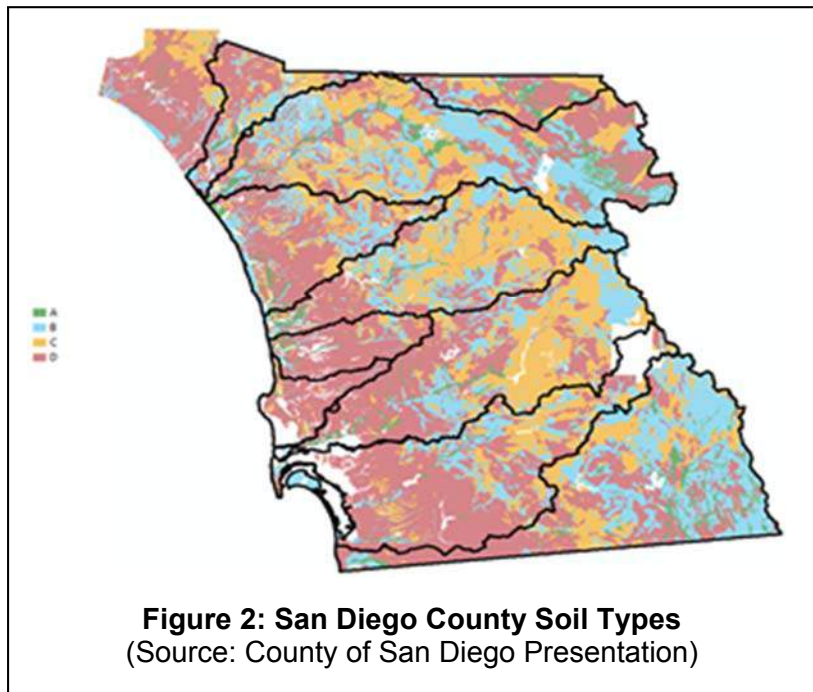 A
B
C
D
Figure 2: San Diego County Soil Types
(Source: County of San Diego Presentation)